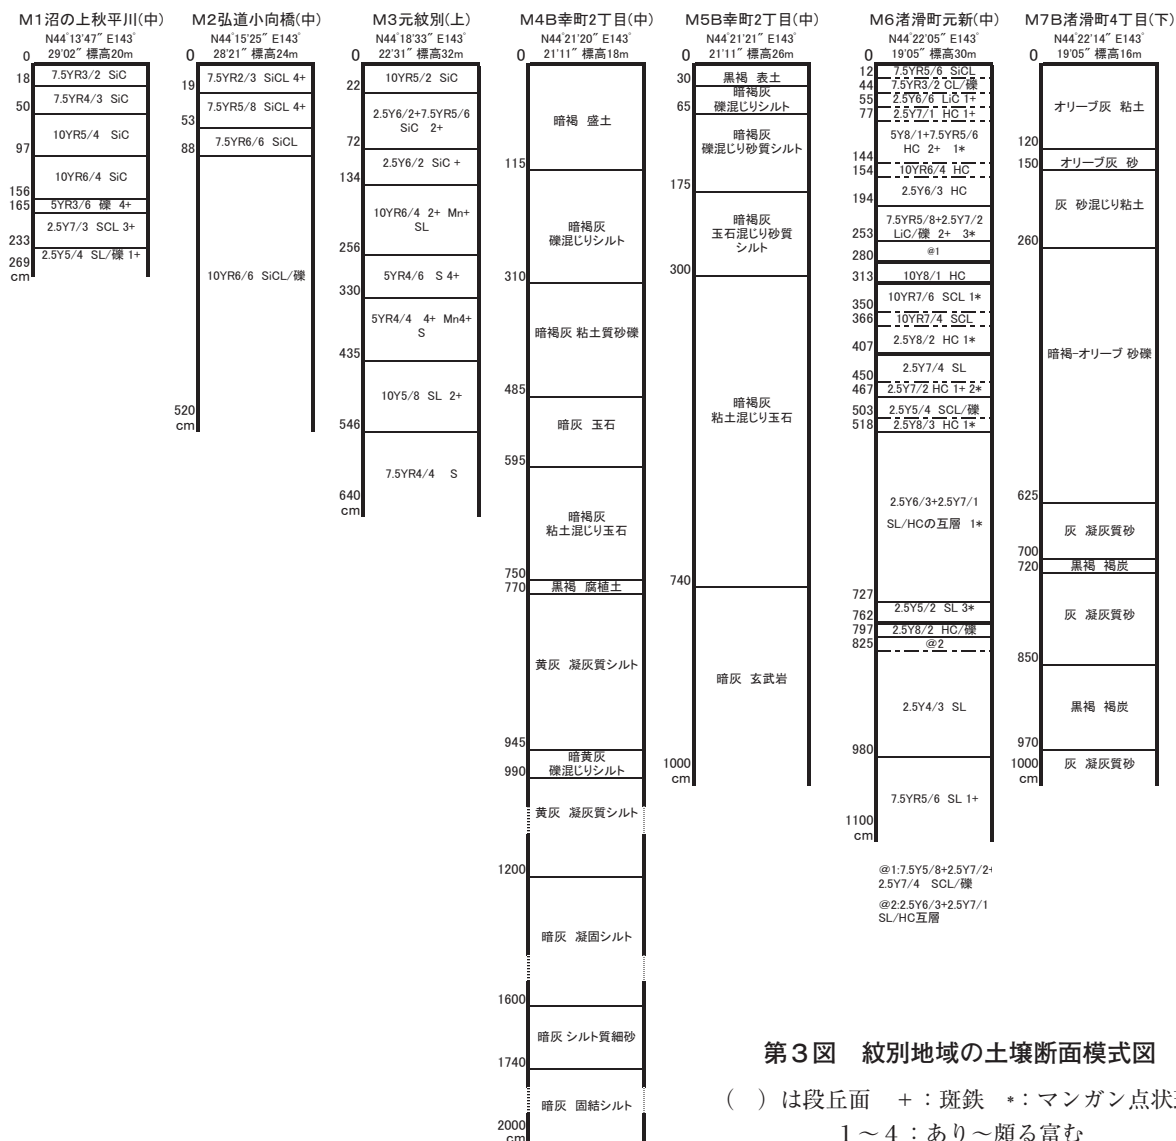 M1沼の上秋平川(中)
N44°13′47″ E143°
29′02″ 標高20m
0
7.5YR3/2 SiC
18
7.5YR4/3 SiC
50
10YR5/4 SiC
97
10YR6/4 SiC
156
5YR3/6 礫 4+
165
2.5Y7/3 SCL 3+
233
2.5Y5/4 SL/礫 1+
269
cm
M2弘道小向橋(中)
N44°15′25″ E143°
28′21″ 標高24m
0
7.5YR2/3 SiCL 4+
19
7.5YR5/8 SiCL 4+
53
7.5YR6/6 SiCL
88
10YR6/6 SiCL/礫
520
cm
M3元紋別(上)
N44°18′33″ E143°
22′31″ 標高32m
0
10YR5/2 SiC
22
2.5Y6/2+7.5YR5/6
SiC 2+
72
2.5Y6/2 SiC +
134
10YR6/4 2+ Mn+
SL
256
5YR4/6 S 4+
330
5YR4/4 4+ Mn4+
S
435
10Y5/8 SL 2+
546
7.5YR4/4 S
640
cm
M4B幸町2丁目(中)
N44°21′20″ E143°
21′11″ 標高18m
0
暗褐 盛土
115
暗褐灰
礫混じりシルト
310
暗褐灰 粘土質砂礫
485
暗灰 玉石
595
暗褐灰
粘土混じり玉石
750
黒褐 腐植土
770
黄灰 凝灰質シルト
945
暗黄灰
礫混じりシルト
990
黄灰 凝灰質シルト
1200
暗灰 凝固シルト
1600
暗灰 シルト質細砂
1740
暗灰 固結シルト
2000
cm
M5B幸町2丁目(中)
N44°21′21″ E143°
21′11″ 標高26m
0
黒褐 表土
30
暗褐灰
礫混じりシルト
65
暗褐灰
礫混じり砂質シルト
175
暗褐灰
玉石混じり砂質
シルト
300
暗褐灰
粘土混じり玉石
740
暗灰 玄武岩
1000
cm
M6渚滑町元新(中)
N44°22′05″ E143°
19′05″ 標高30m
0
7.5YR5/6 SiCL
12
7.5YR3/2 CL/礫
44
2.5Y6/6 LiC 1+
55
2.5Y7/1 HC 1+
77
5Y8/1+7.5YR5/6
HC 2+ 1*
144
10YR6/4 HC
154
2.5Y6/3 HC
194
7.5YR5/8+2.5Y7/2
LiC/礫 2+ 3*
253
@1
280
10Y8/1 HC
313
10YR7/6 SCL 1*
350
10YR7/4 SCL
366
2.5Y8/2 HC 1*
407
2.5Y7/4 SL
450
2.5Y7/2 HC 1+ 2*
467
2.5Y5/4 SCL/礫
503
2.5Y8/3 HC 1*
518
2.5Y6/3+2.5Y7/1
SL/HCの互層 1*
727
2.5Y5/2 SL 3*
762
2.5Y8/2 HC/礫
797
@2
825
2.5Y4/3 SL
980
7.5YR5/6 SL 1+
1100
cm
@1:7.5Y5/8+2.5Y7/2+
2.5Y7/4 SCL/礫
@2:2.5Y6/3+2.5Y7/1
SL/HC互層
M7B渚滑町4丁目(下)
N44°22′14″ E143°
19′05″ 標高16m
0
オリーブ灰 粘土
120
オリーブ灰 砂
150
灰 砂混じり粘土
260
暗褐-オリーブ 砂礫
625
灰 凝灰質砂
700
黒褐 褐炭
720
灰 凝灰質砂
850
黒褐 褐炭
970
灰 凝灰質砂
1000
cm
第3図 紋別地域の土壌断面模式図
( )は段丘面 +:斑鉄 *:マンガン点状
1～4:あり～頗る富む